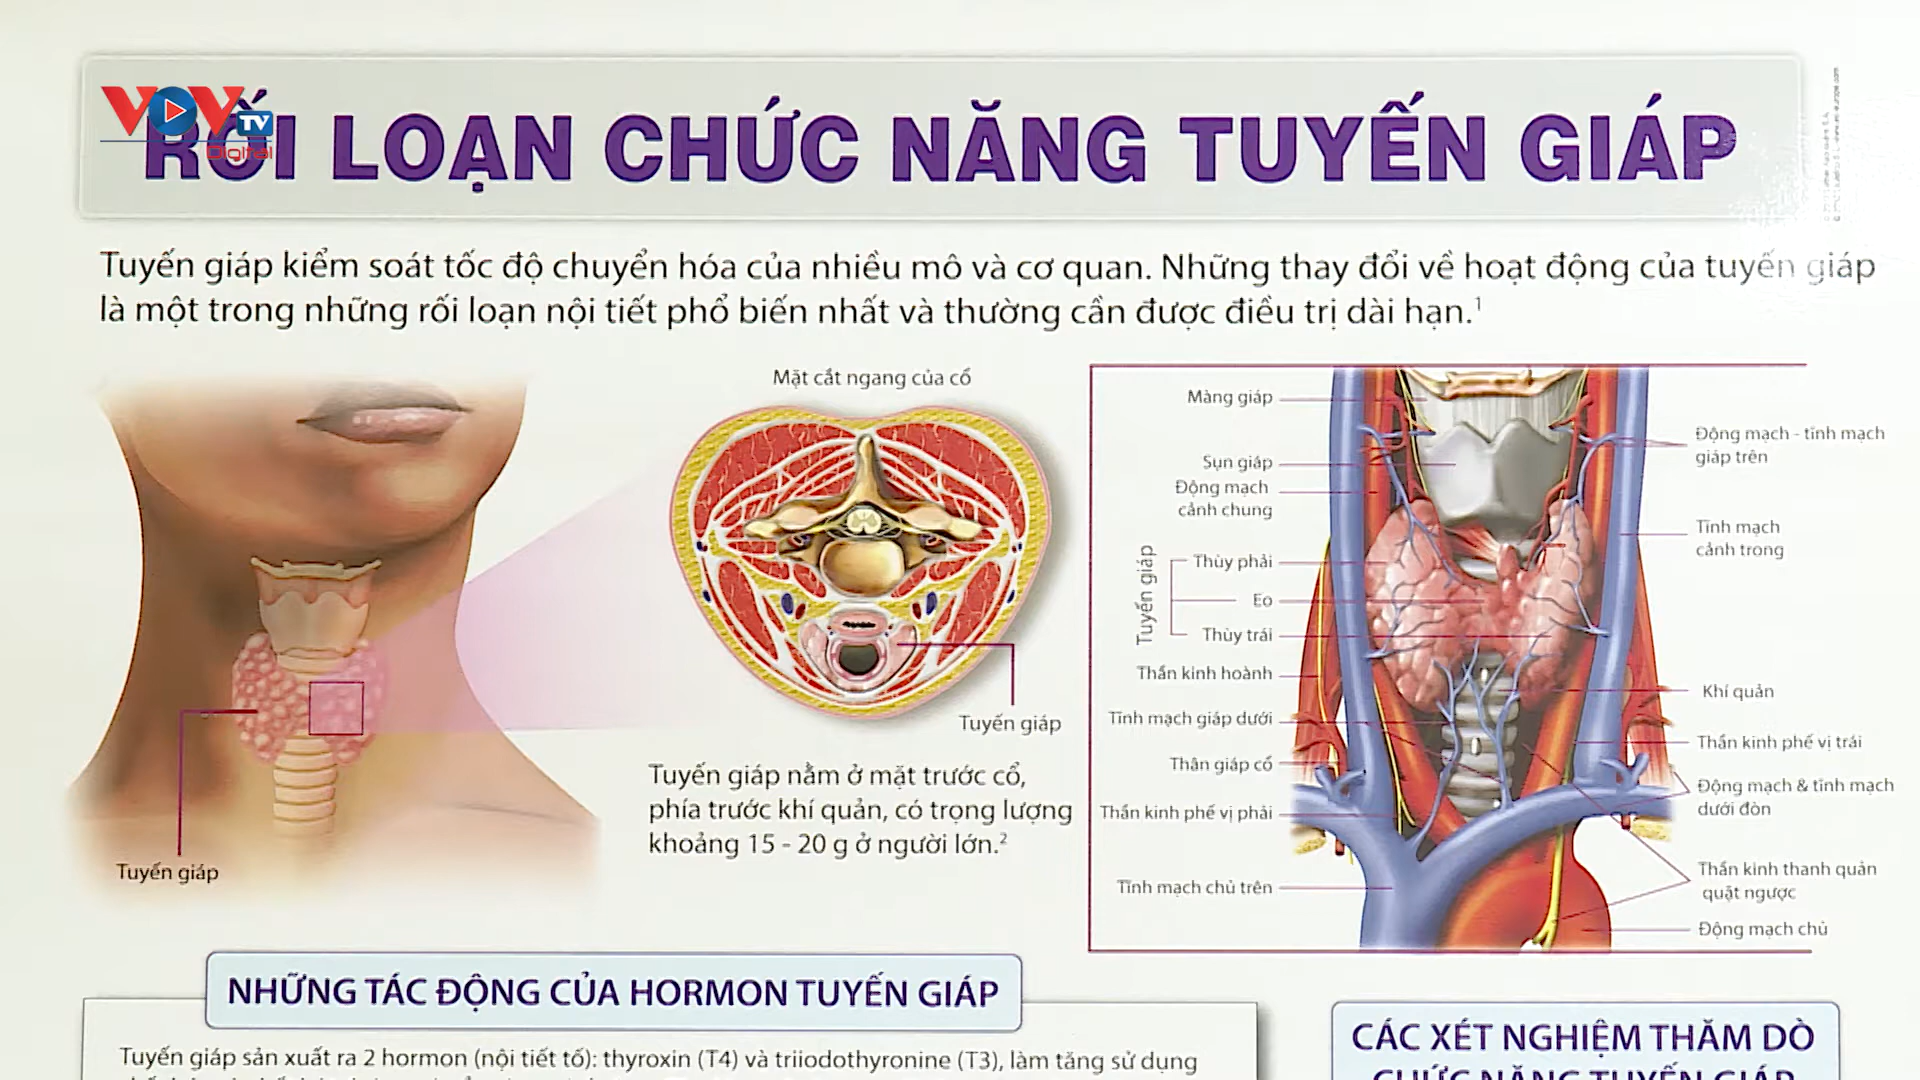 VOV TV
Digital
RỐI LOẠN CHỨC NĂNG TUYẾN GIÁP
Tuyến giáp kiểm soát tốc độ chuyển hóa của nhiều mô và cơ quan. Những thay đổi về hoạt động của tuyến giáp
là một trong những rối loạn nội tiết phổ biến nhất và thường cần được điều trị dài hạn.1
Tuyến giáp
Mặt cắt ngang của cổ
Tuyến giáp
Tuyến giáp nằm ở mặt trước cổ,
phía trước khí quản, có trọng lượng
khoảng 15 - 20 g ở người lớn.2
Màng giáp
Sụn giáp
Động mạch
cảnh chung
Tuyến giáp
Thùy phải
Eo
Thùy trái
Thần kinh hoành
Tĩnh mạch giáp dưới
Thân giáp cổ
Thần kinh phế vị phải
Tĩnh mạch chủ trên
Động mạch - tĩnh mạch
giáp trên
Tĩnh mạch
cảnh trong
Khí quản
Thần kinh phế vị trái
Động mạch & tĩnh mạch
dưới đòn
Thần kinh thanh quản
quặt ngược
Động mạch chủ
NHỮNG TÁC ĐỘNG CỦA HORMON TUYẾN GIÁP
Tuyến giáp sản xuất ra 2 hormon (nội tiết tố): thyroxin (T4) và triiodothyronine (T3), làm tăng sử dụng
CÁC XÉT NGHIỆM THĂM DÒ
CHỨC NĂNG TUYẾN GIÁP